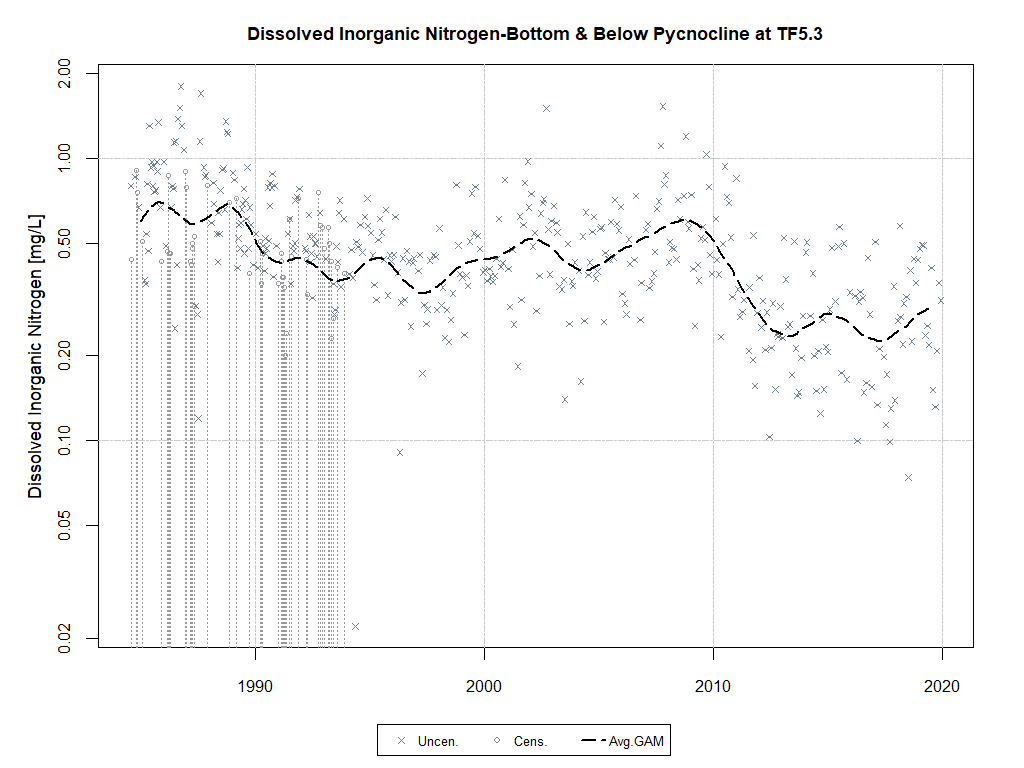 Dissolved Inorganic Nitrogen-Bottom & Below Pycnocline at TF5.3
Dissolved Inorganic Nitrogen [mg/L]
2.00
1.00
0.50
0.20
0.10
0.05
0.02
1990
2000
2010
2020
Uncen.
Cens.
Avg.GAM